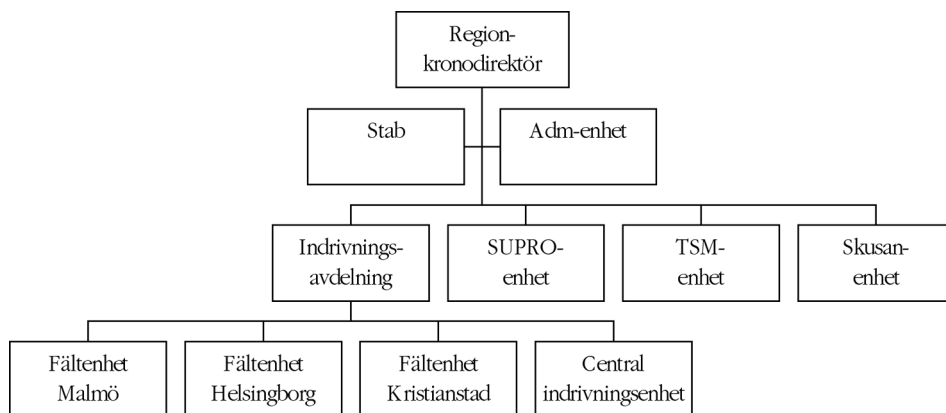 Region-
kronodirektör
Stab
Adm-enhet
Indrivnings-
avdelning
SUPRO-
enhet
TSM-
enhet
Skusan-
enhet
Fältenhet
Malmö
Fältenhet
Helsingborg
Fältenhet
Kristianstad
Central
indrivningsenhet